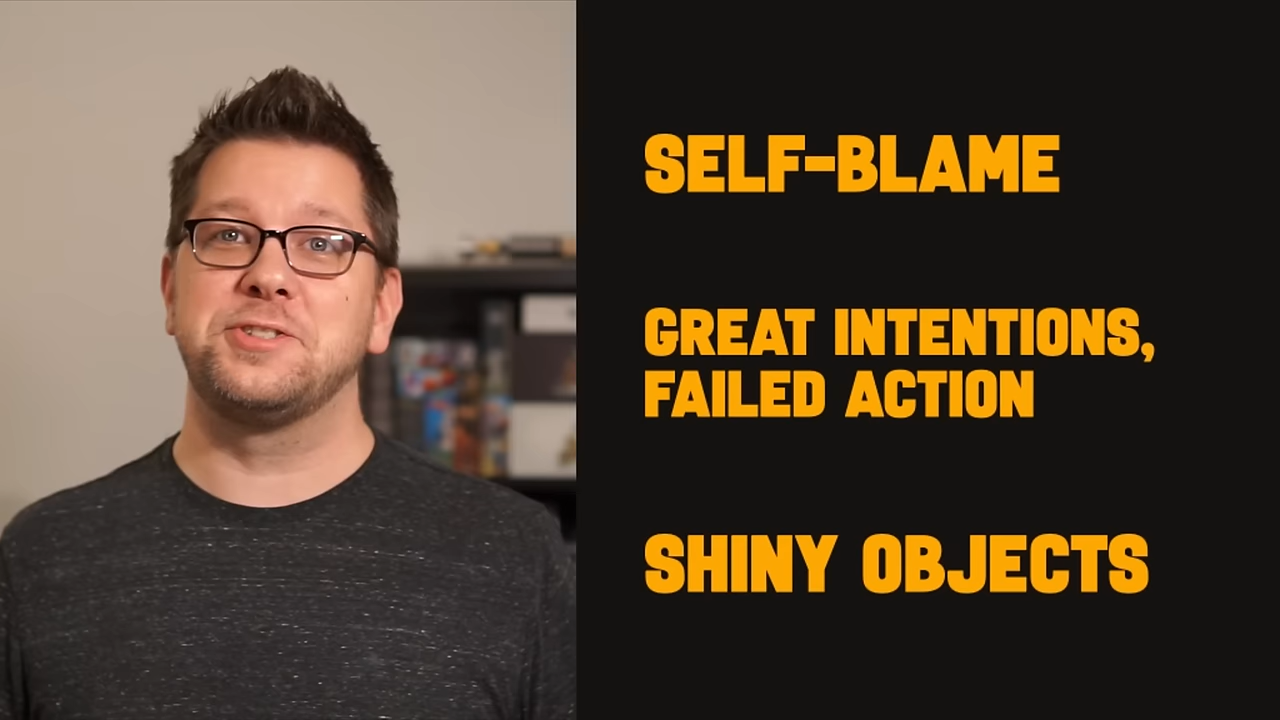 SELF-BLAME
GREAT INTENTIONS,
FAILED ACTION
SHINY OBJECTS